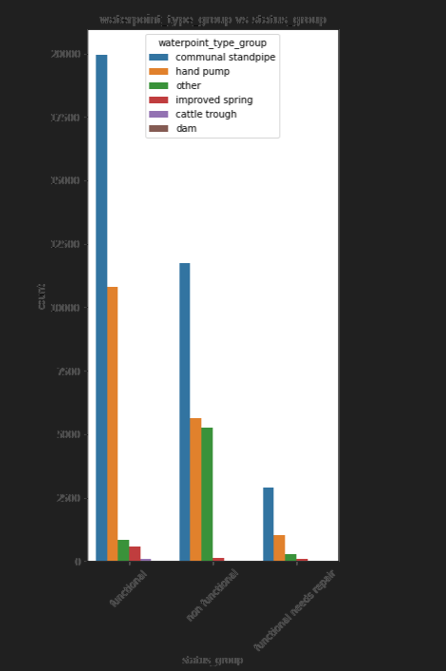 waterpoint_type_group vs status_group
waterpoint_type_group
communal standpipe
hand pump
other
improved spring
cattle trough
dam
20000
17500
15000
12500
10000
7500
5000
2500
0
count
functional
non functional
functional needs repair
status_group